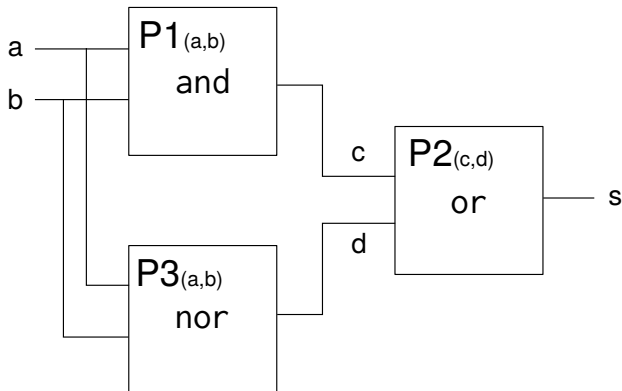 a
b
P1(a,b)
and
c
P2(c,d)
or
s
d
P3(a,b)
nor